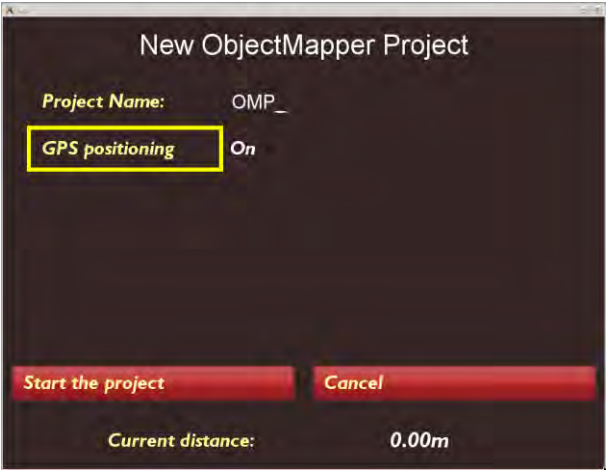 New ObjectMapper Project
Project Name: OMP_
GPS positioning On
Start the project Cancel
Current distance: 0.00m